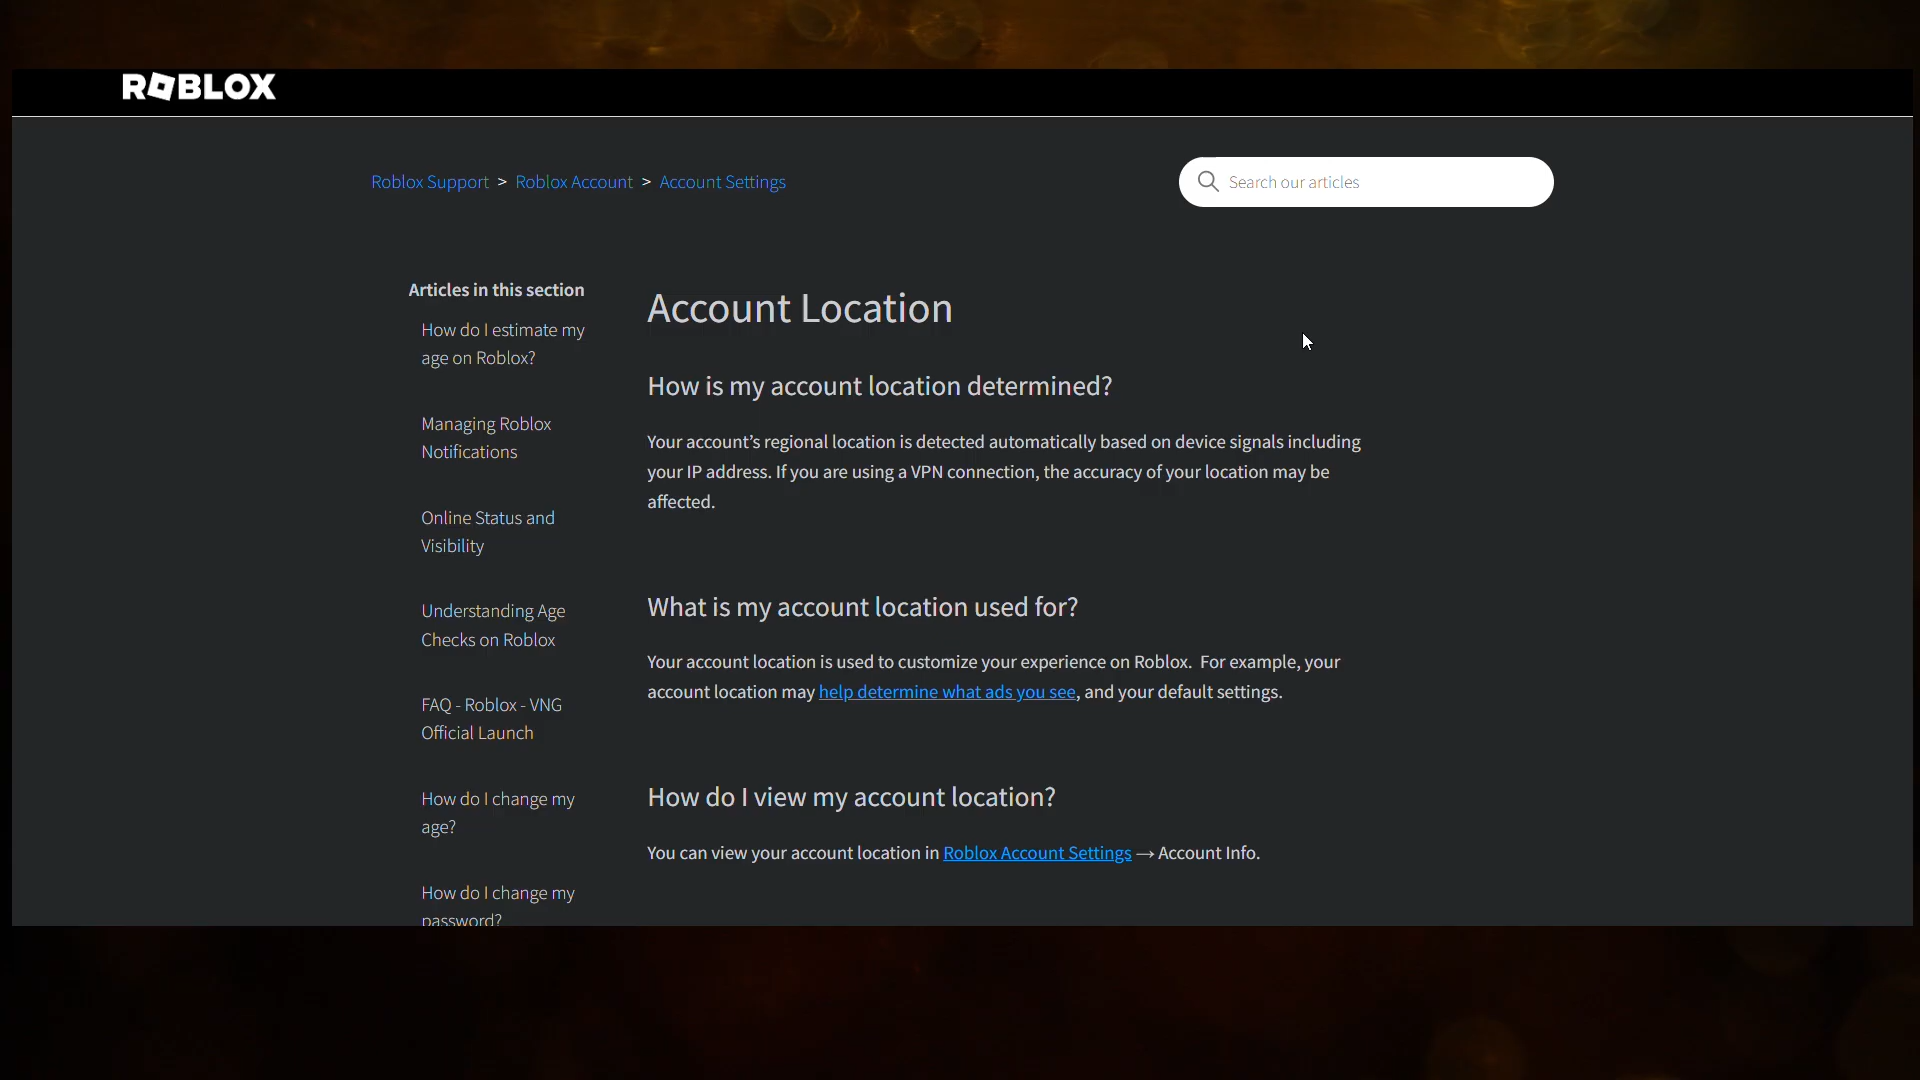 ROBLOX
Roblox Support > Roblox Account > Account Settings
Search our articles
Articles in this section
How do I estimate my
age on Roblox?
Managing Roblox
Notifications
Online Status and
Visibility
Understanding Age
Checks on Roblox
FAQ - Roblox - VNG
Official Launch
How do I change my
age?
How do I change my
password?
Account Location
How is my account location determined?
Your account’s regional location is detected automatically based on device signals including
your IP address. If you are using a VPN connection, the accuracy of your location may be
affected.
What is my account location used for?
Your account location is used to customize your experience on Roblox.  For example, your
account location may help determine what ads you see, and your default settings.
How do I view my account location?
You can view your account location in Roblox Account Settings → Account Info.